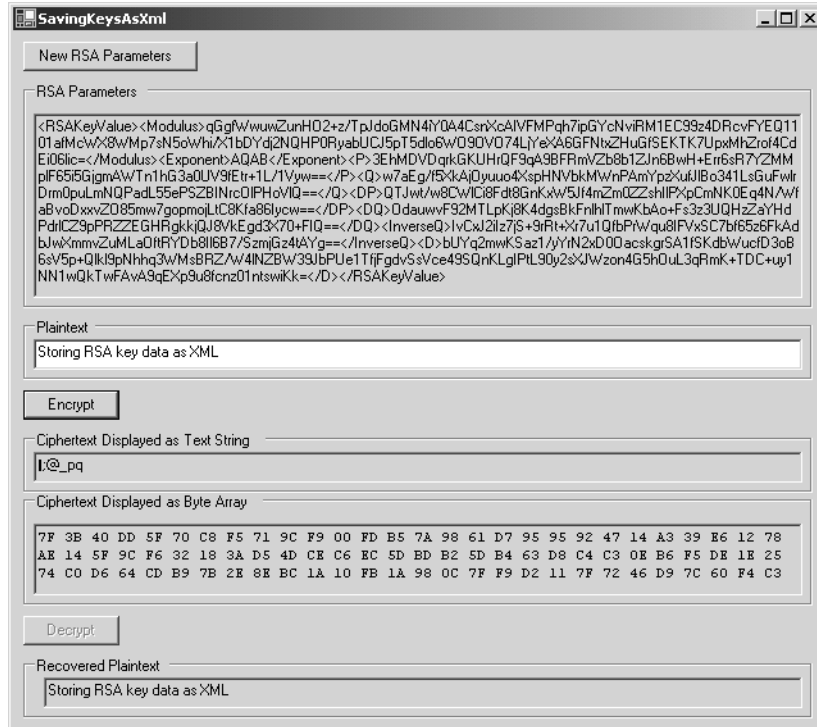 SavingKeysAsXml
New RSA Parameters
RSA Parameters
<RSAKeyValue><Modulus>qGgfWwuwZunHO2+z/TpJdoGMN4iY0A4CsnXcAlVFMPqh7ipGYcNviRM1EC99z4DRcvFYEQ11
01afMcWX8WMp7sN5oWhi/X1bDYdj2NQHP0RyabUCJ5pT5dlo6WO9OVO74LjYeXA6GFNtxZHuGfSEKTK7UpxMhZrof4Cd
Ei06lic=</Modulus><Exponent>AQAB</Exponent><P>3EhMDVDqrkGKUHrQF9qA9BFRmVZb8b1ZJn6BwH+Err6sR7YZMM
plF65i5GjgmAWTn1hG3a0UV9fEtr+1L/1Vyw==</P><Q>w7aEg/f5XkAjOyuuo4XspHNVbkMWnPAmYpzXufJlBo341LsGuFwlr
Drm0puLmNQPadL55ePSZBlNrcOIPHoVlQ==</Q><DP>QTJwt/w8CWlCi8Fdt8GnKxW5Jf4mZm0ZZshIlPXpCmNK0Eq4N/Wf
aBvoDxxvZO85mw7gopmojLtC8Kfa86lycw==</DP><DQ>OdauwvF92MTLpKj8K4dgsBkFnlhlTmwKbAo+Fs3z3UQHzZaYHd
PdrlCZ9pPRZZEGHRgkkjQJ8VkEgd3X70+FlQ==</DQ><InverseQ>lvCxJ2ilz7jS+9rRt+Xr7u1QfbPrWqu8lFVxSC7bf65z6FkAd
bJwXmmvZuMLaOftRYDb8Il6B7/SzmjGz4tAYg==</InverseQ><D>bUYq2mwKSaz1/yYrN2xD0OacskgrSA1fSKdbWucfD3oB
6sV5p+Qlkl9pNhhq3WMsBRZ/W4lNZBW39JbPUe1TfjFgdvSsVce49SQnKLglPtL90y2sXJWzon4G5hOuL3qRmK+TDC+uy1
NN1wQkTwFAvA9qEXp9u8fcnz01ntswiKk=</D></RSAKeyValue>
Plaintext
Storing RSA key data as XML
Encrypt
Ciphertext Displayed as Text String
;@_pq
Ciphertext Displayed as Byte Array
7F 3B 40 DD 5F 70 C8 F5 71 9C F9 00 FD B5 7A 98 61 D7 95 95 92 47 14 A3 39 E6 12 78
AE 14 5F 9C F6 32 18 3A D5 4D CE C6 EC 5D BD B2 5D B4 63 D8 C4 C3 0E B6 F5 DE 1E 25
74 C0 D6 64 CD B9 7B 2E 8E BC 1A 10 FB 1A 98 0C 7F F9 D2 11 7F 72 46 D9 7C 60 F4 C3
Decrypt
Recovered Plaintext
Storing RSA key data as XML